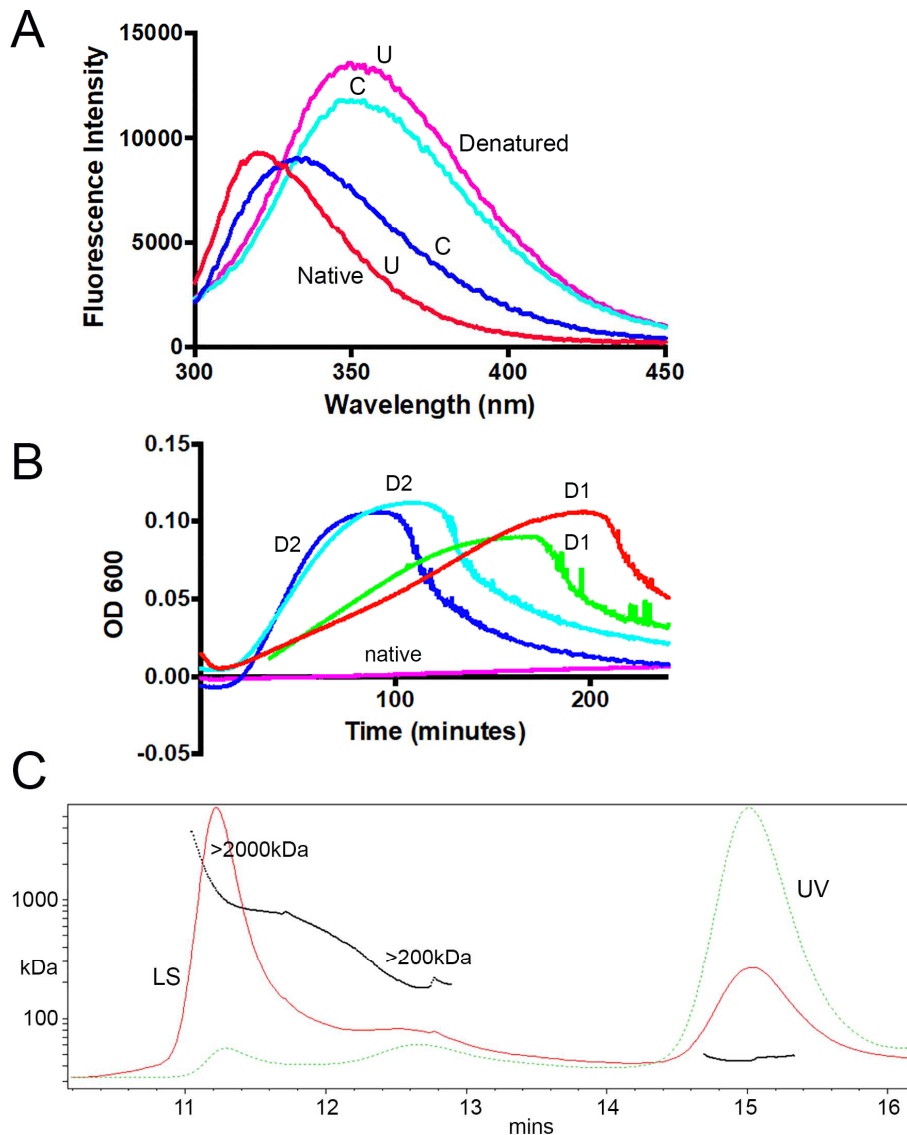 A
15000
10000
5000
0
Fluorescence Intensity
U
C
Denatured
C
Native
U
300
350
400
450
Wavelength (nm)
B
0.15
0.10
0.05
0.00
-0.05
OD 600
D2
D2
D1
D1
native
100
200
Time (minutes)
C
>2000kDa
UV
1000
>200kDa
kDa
LS
100
11
12
13
14
15
16
mins